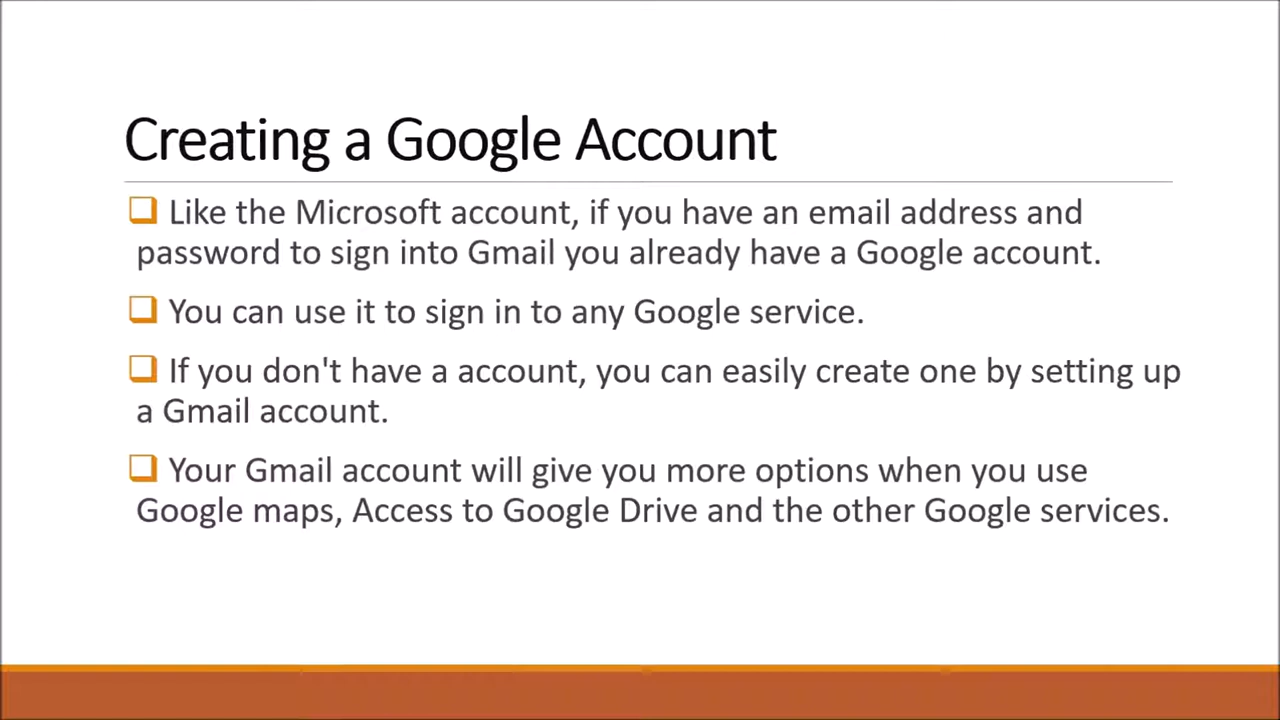 Creating a Google Account
Like the Microsoft account, if you have an email address and
password to sign into Gmail you already have a Google account.
You can use it to sign in to any Google service.
If you don't have a account, you can easily create one by setting up
a Gmail account.
Your Gmail account will give you more options when you use
Google maps, Access to Google Drive and the other Google services.